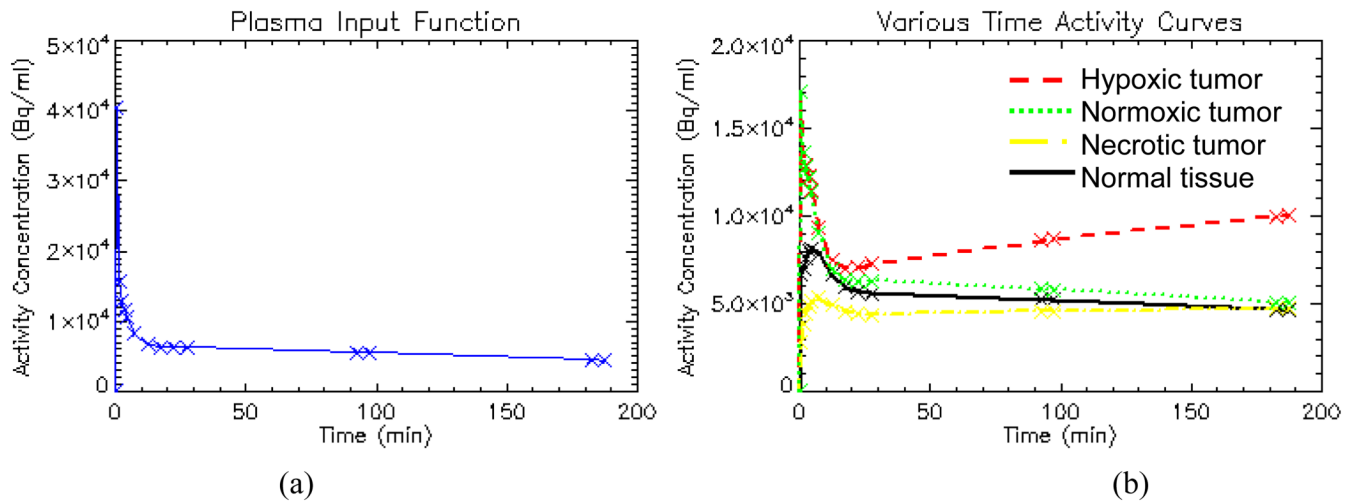 Plasma Input Function
Activity Concentration (Bq/ml)
5×10⁴
4×10⁴
3×10⁴
2×10⁴
1×10⁴
0
0 50 100 150 200
Time (min)
(a)
Various Time Activity Curves
Activity Concentration (Bq/ml)
2.0×10⁴
1.5×10⁴
1.0×10⁴
5.0×10³
0
Hypoxic tumor
Normoxic tumor
Necrotic tumor
Normal tissue
0 50 100 150 200
Time (min)
(b)